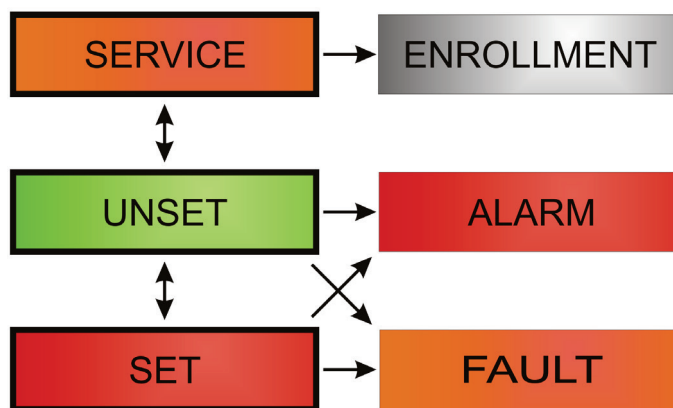 SERVICE
ENROLLMENT
UNSET
ALARM
SET
FAULT